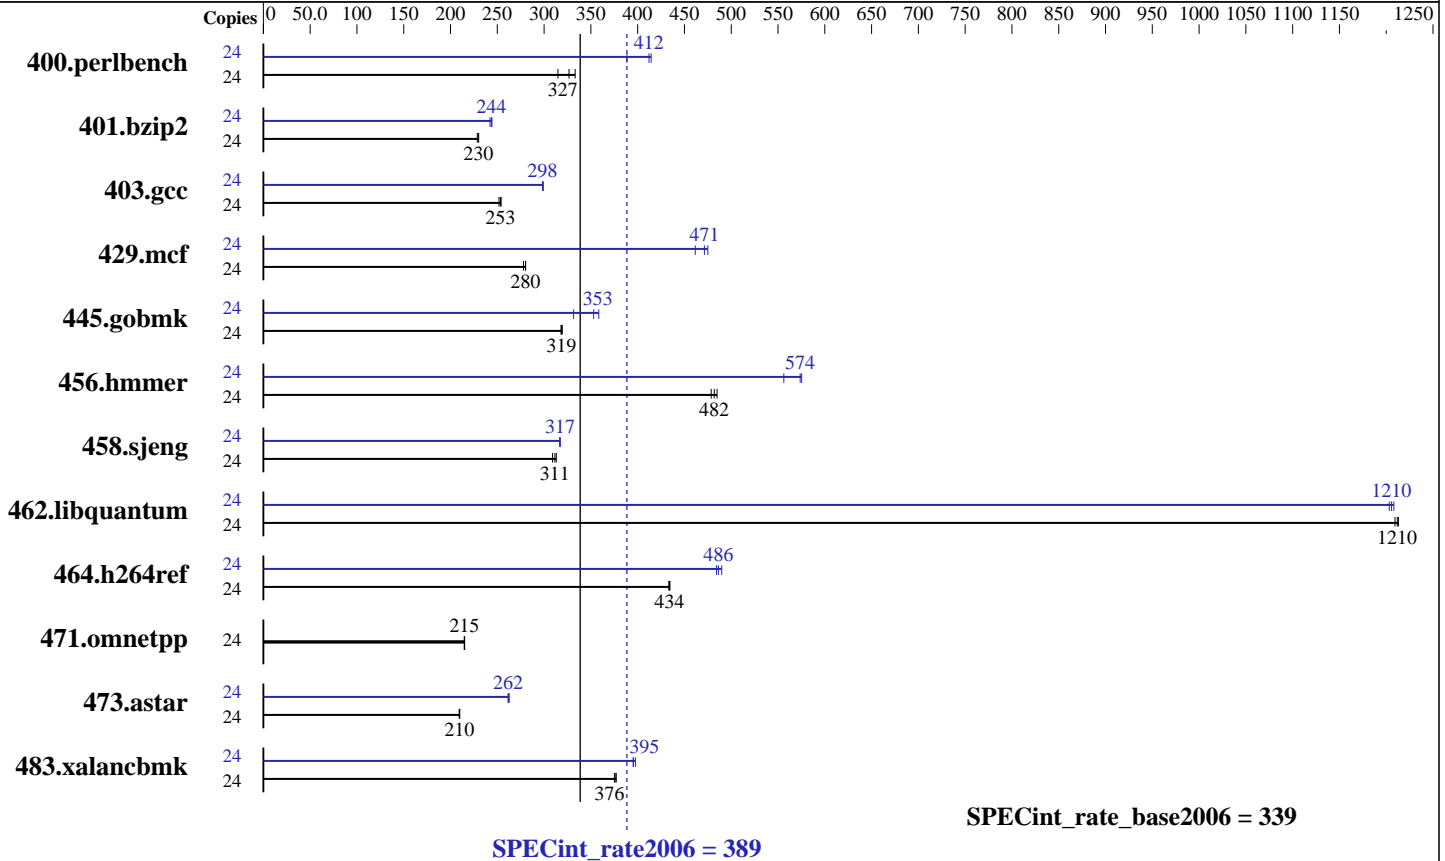 Copies 0 50.0 100 150 200 250 300 350 400 450 500 550 600 650 700 750 800 850 900 950 1000 1050 1100 1150 1250
400.perlbench 24 412
24 327
401.bzip2 24 244
24 230
403.gcc 24 298
24 253
429.mcf 24 471
24 280
445.gobmk 24 353
24 319
456.hmmer 24 574
24 482
458.sjeng 24 317
24 311
462.libquantum 24 1210
24 1210
464.h264ref 24 486
24 434
471.omnetpp 24 215
473.astar 24 262
24 210
483.xalancbmk 24 395
24 376
SPECint_rate_base2006 = 339
SPECint_rate2006 = 389